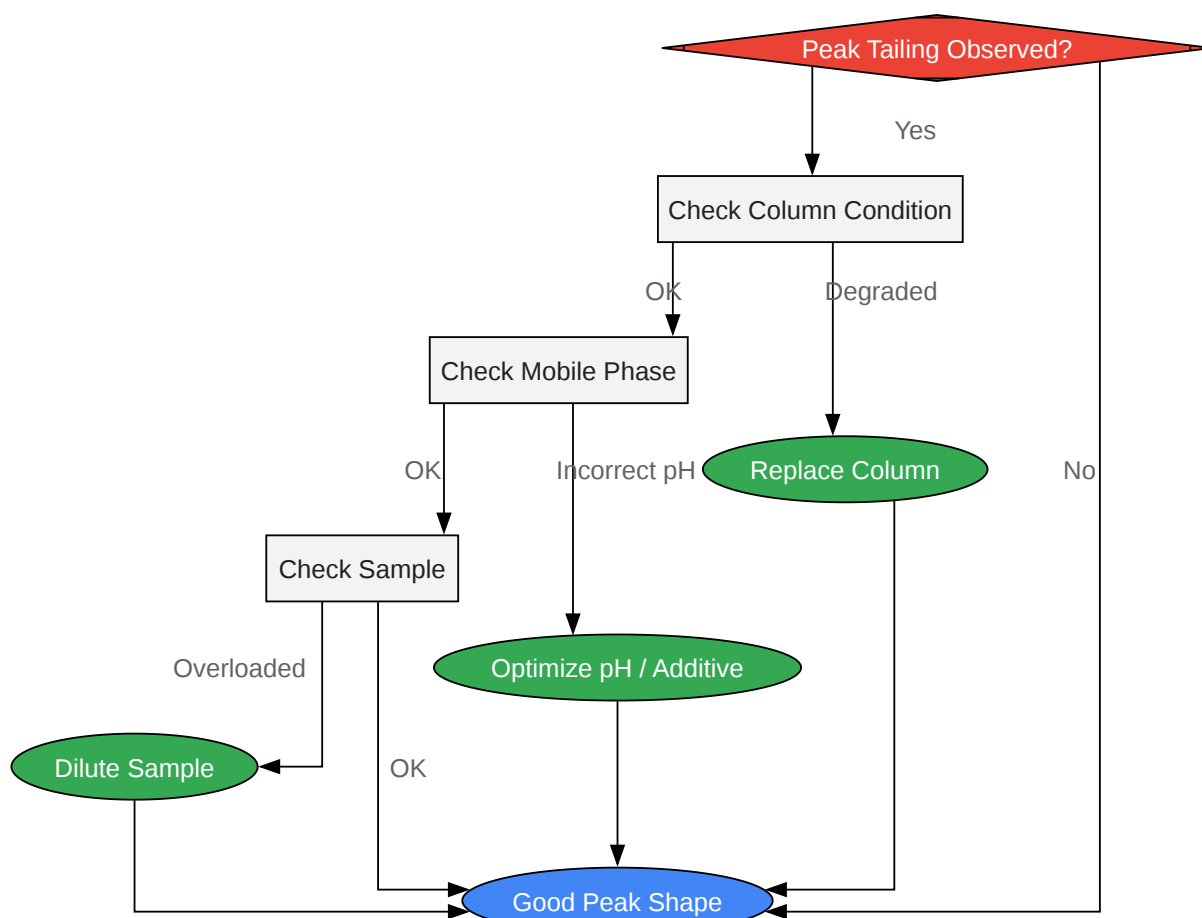 Peak Tailing Observed?
Yes
Check Column Condition
OK
Degraded
Check Mobile Phase
OK
Incorrect pH
Replace Column
No
Check Sample
Overloaded
Optimize pH / Additive
Dilute Sample
OK
Good Peak Shape